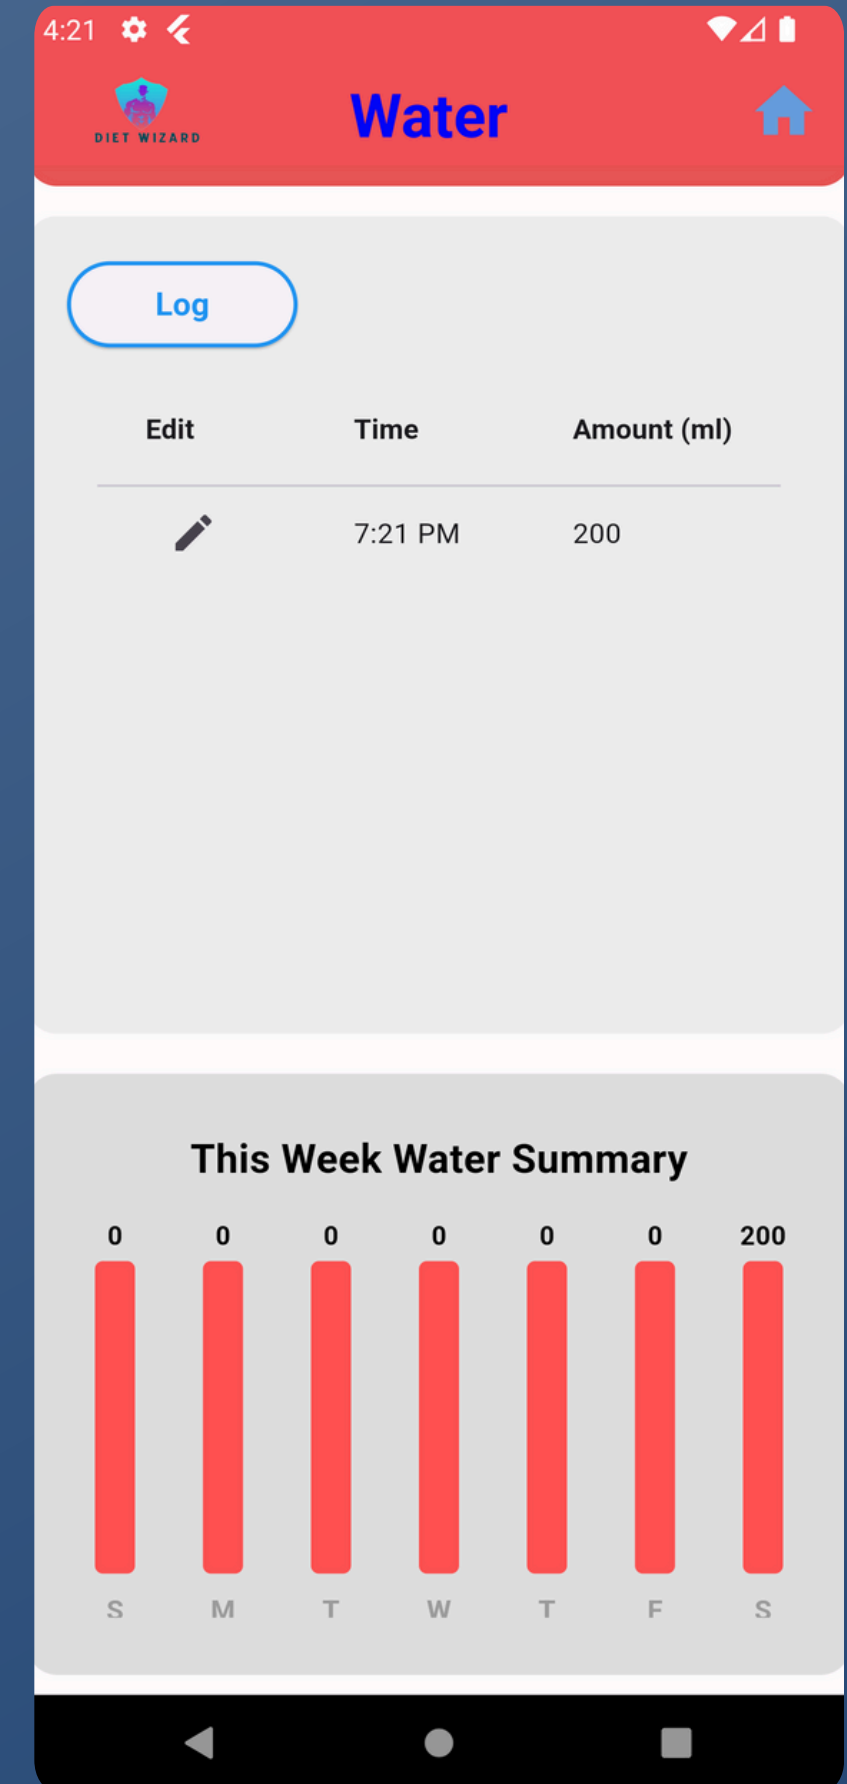 4:21
DIET WIZARD
Water
Log
Edit Time Amount (ml)
7:21 PM 200
This Week Water Summary
0 0 0 0 0 0 200
S M T W T F S